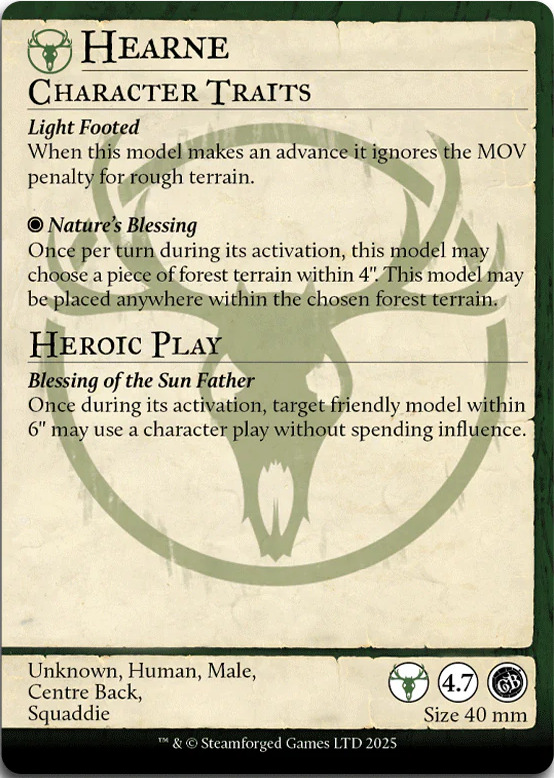 Hearne
Character Traits
Light Footed
When this model makes an advance it ignores the MOV
penalty for rough terrain.
Nature's Blessing
Once per turn during its activation, this model may
choose a piece of forest terrain within 4". This model may
be placed anywhere within the chosen forest terrain.
Heroic Play
Blessing of the Sun Father
Once during its activation, target friendly model within
6" may use a character play without spending influence.
Unknown, Human, Male,
Centre Back,
Squaddie
4.7
GB
Size 40 mm
™ & © Steamforged Games LTD 2025